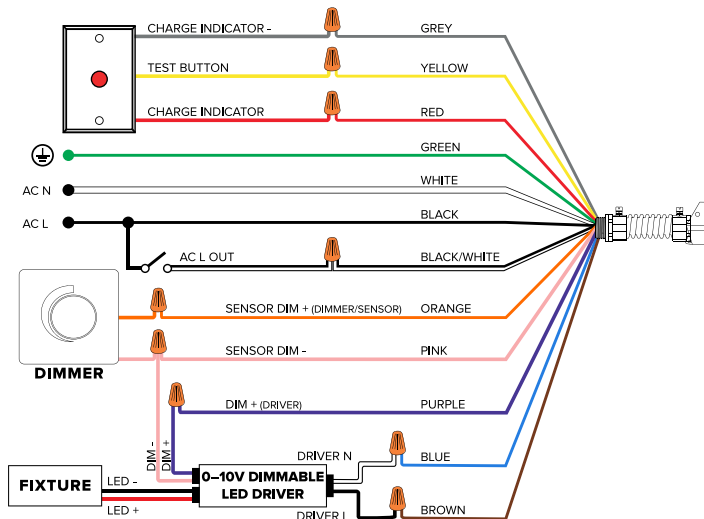 CHARGE INDICATOR -
GREY
TEST BUTTON
YELLOW
CHARGE INDICATOR
RED
GREEN
AC N
WHITE
AC L
BLACK
AC L OUT
BLACK/WHITE
SENSOR DIM + (DIMMER/SENSOR)
ORANGE
SENSOR DIM -
PINK
DIMMER
DIM + (DRIVER)
PURPLE
DIM -
DIM +
DRIVER N
BLUE
FIXTURE
LED -
LED +
0–10V DIMMABLE
LED DRIVER
DRIVER L
BROWN